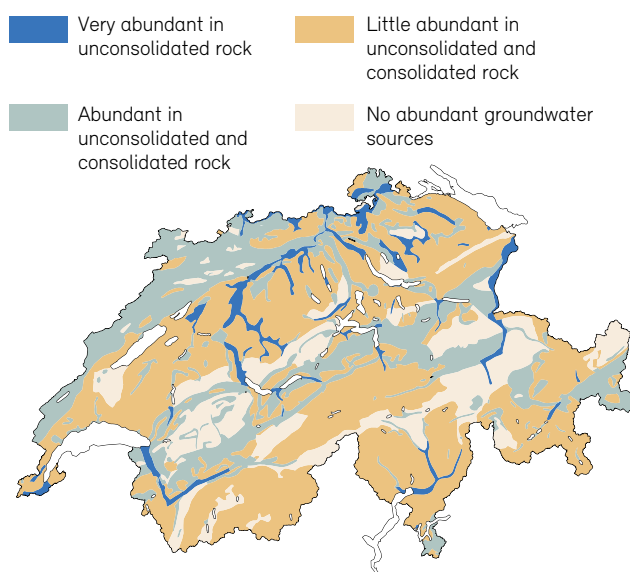 Very abundant in
unconsolidated rock
Abundant in
unconsolidated and
consolidated rock
Little abundant in
unconsolidated and
consolidated rock
No abundant groundwater
sources